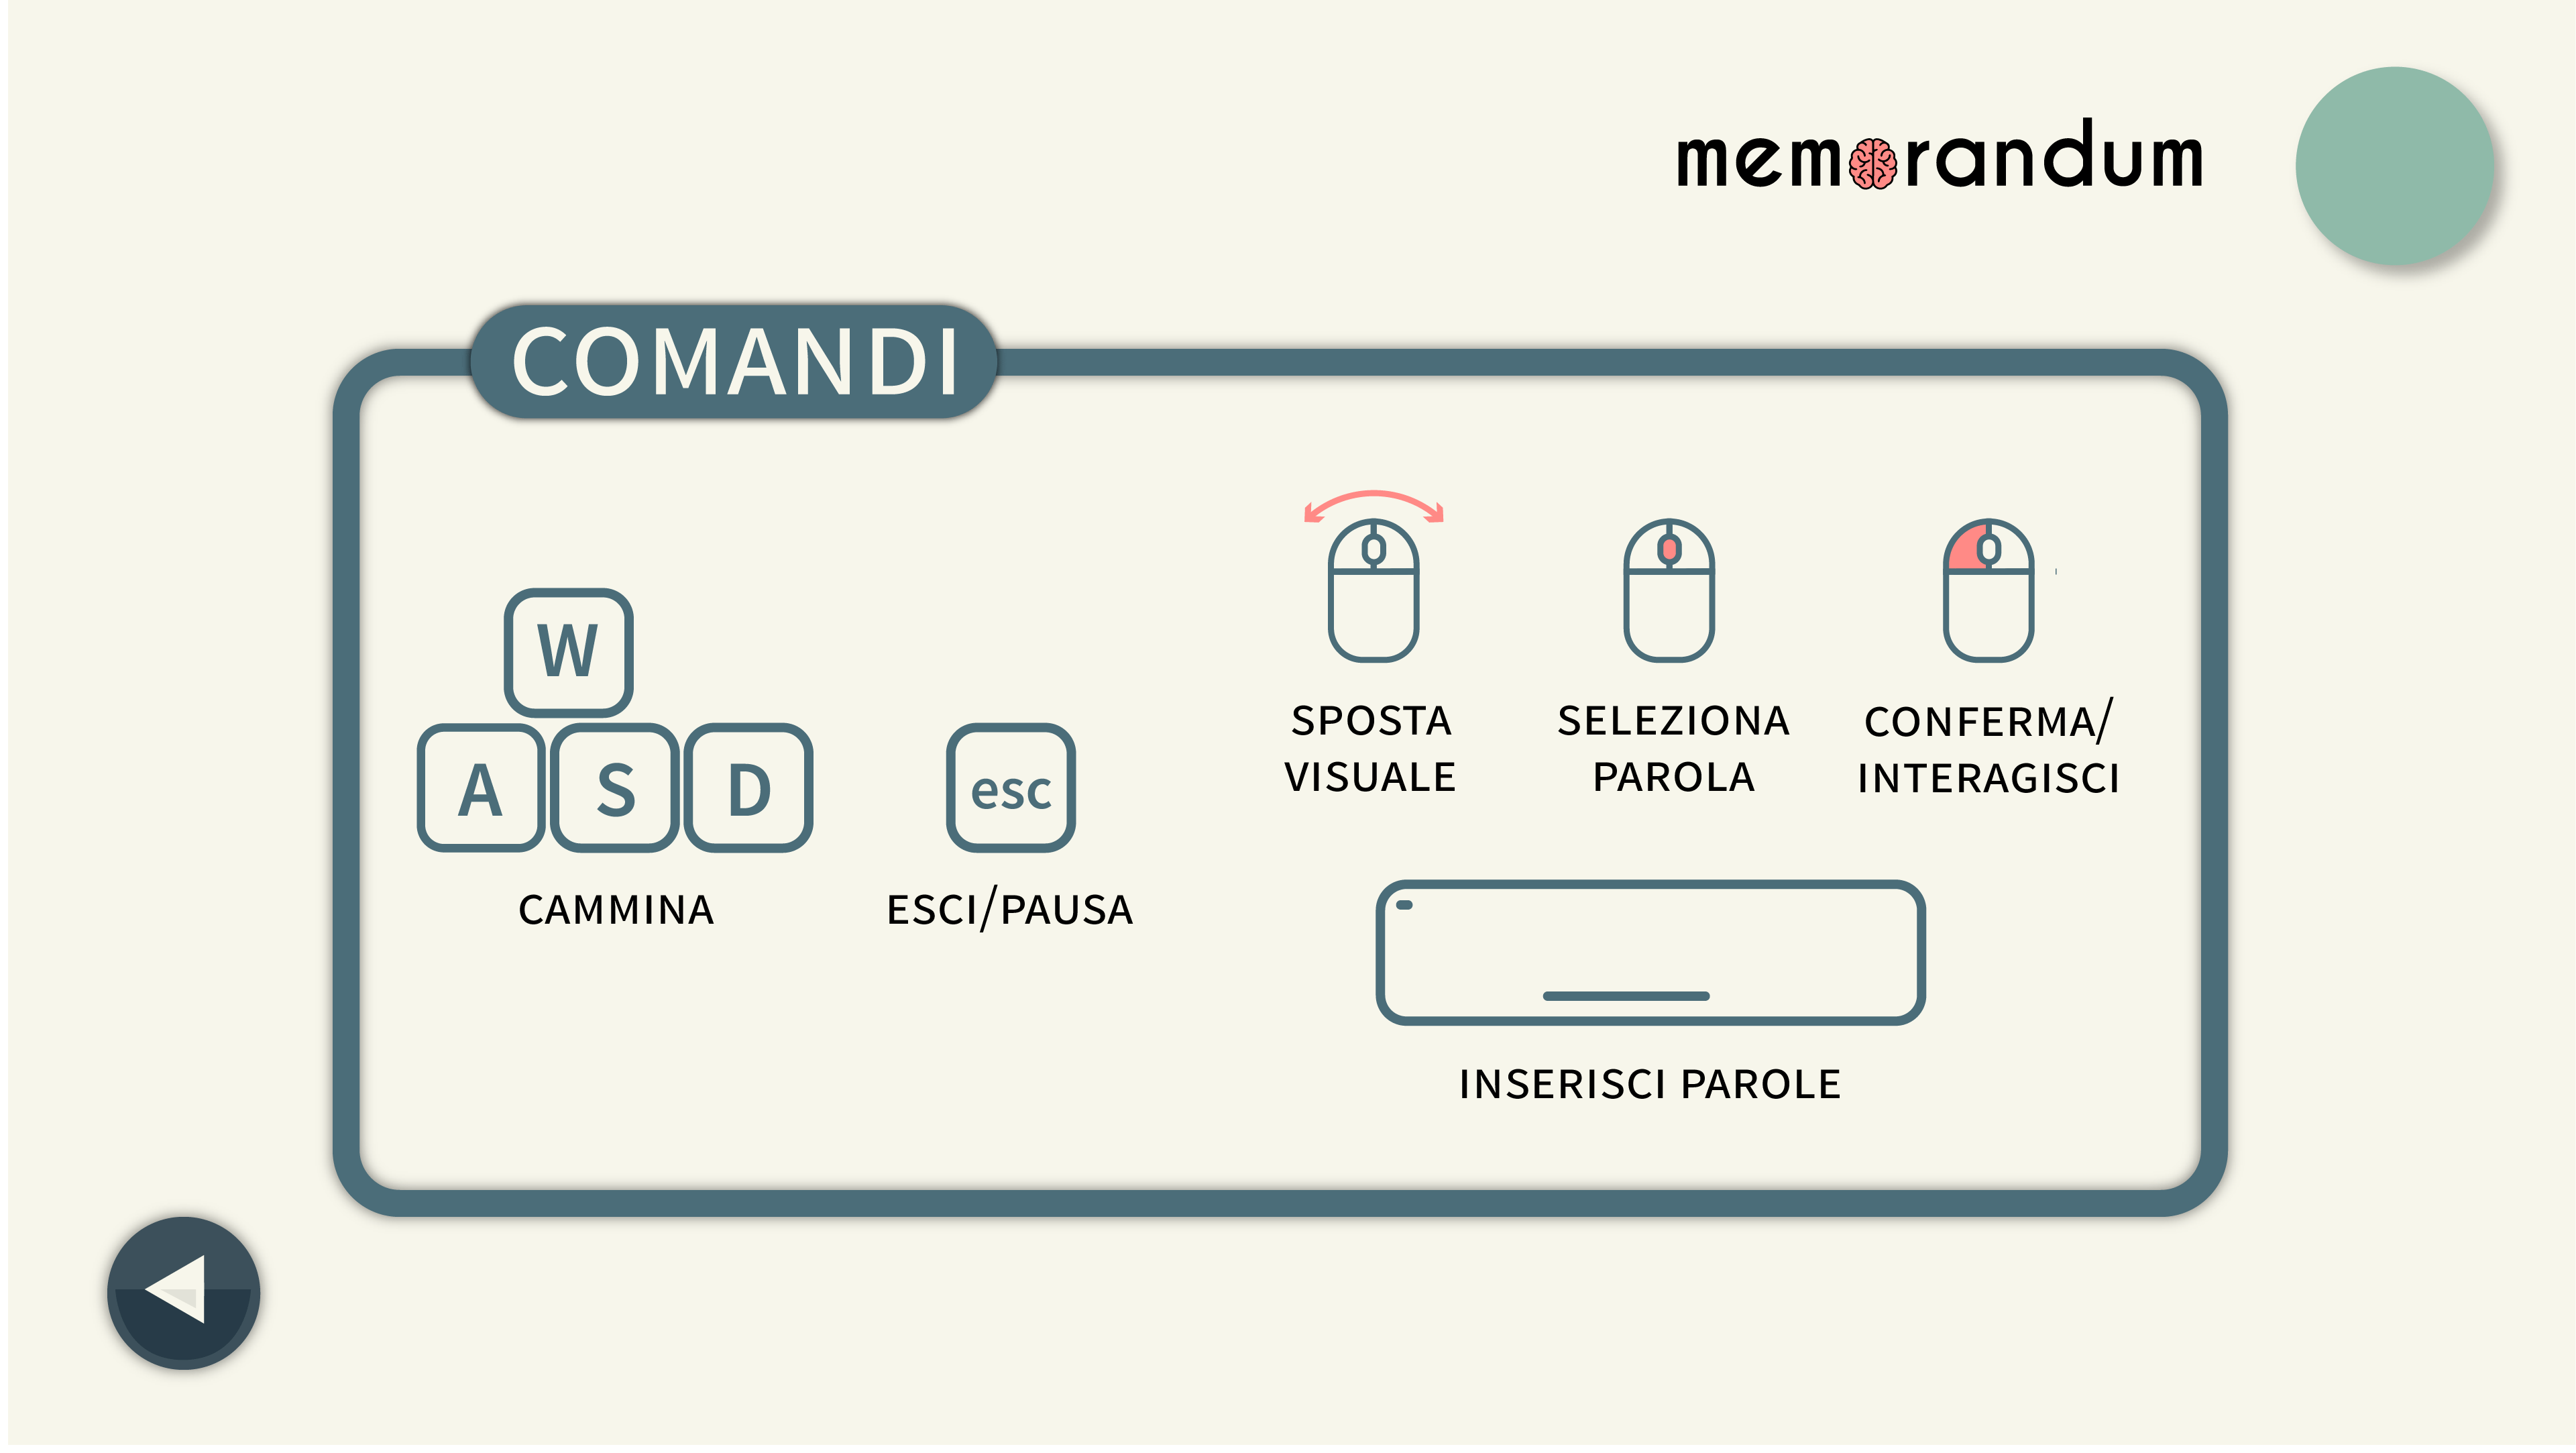 memorandum
COMANDI
W
A S D
CAMMINA
esc
ESCI/PAUSA
SPOSTA
VISUALE
SELEZIONA
PAROLA
CONFERMA/
INTERAGISCI
INSERISCI PAROLE